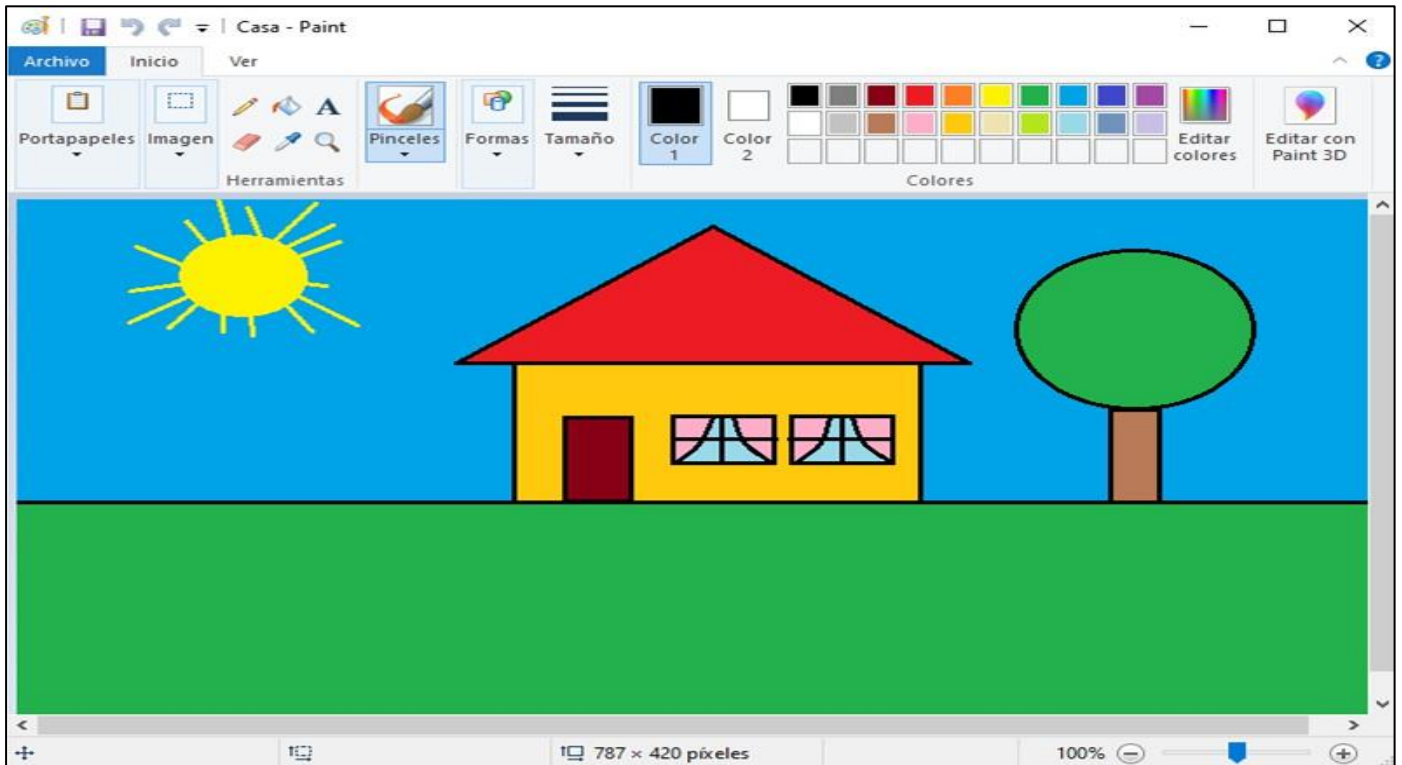 Casa - Paint
Archivo Inicio Ver
?
A
Portapapeles Imagen Pinceles Formas Tamaño Color 1 Color 2 Editar colores Editar con Paint 3D
Herramientas Colores
787 × 420 píxeles 100%